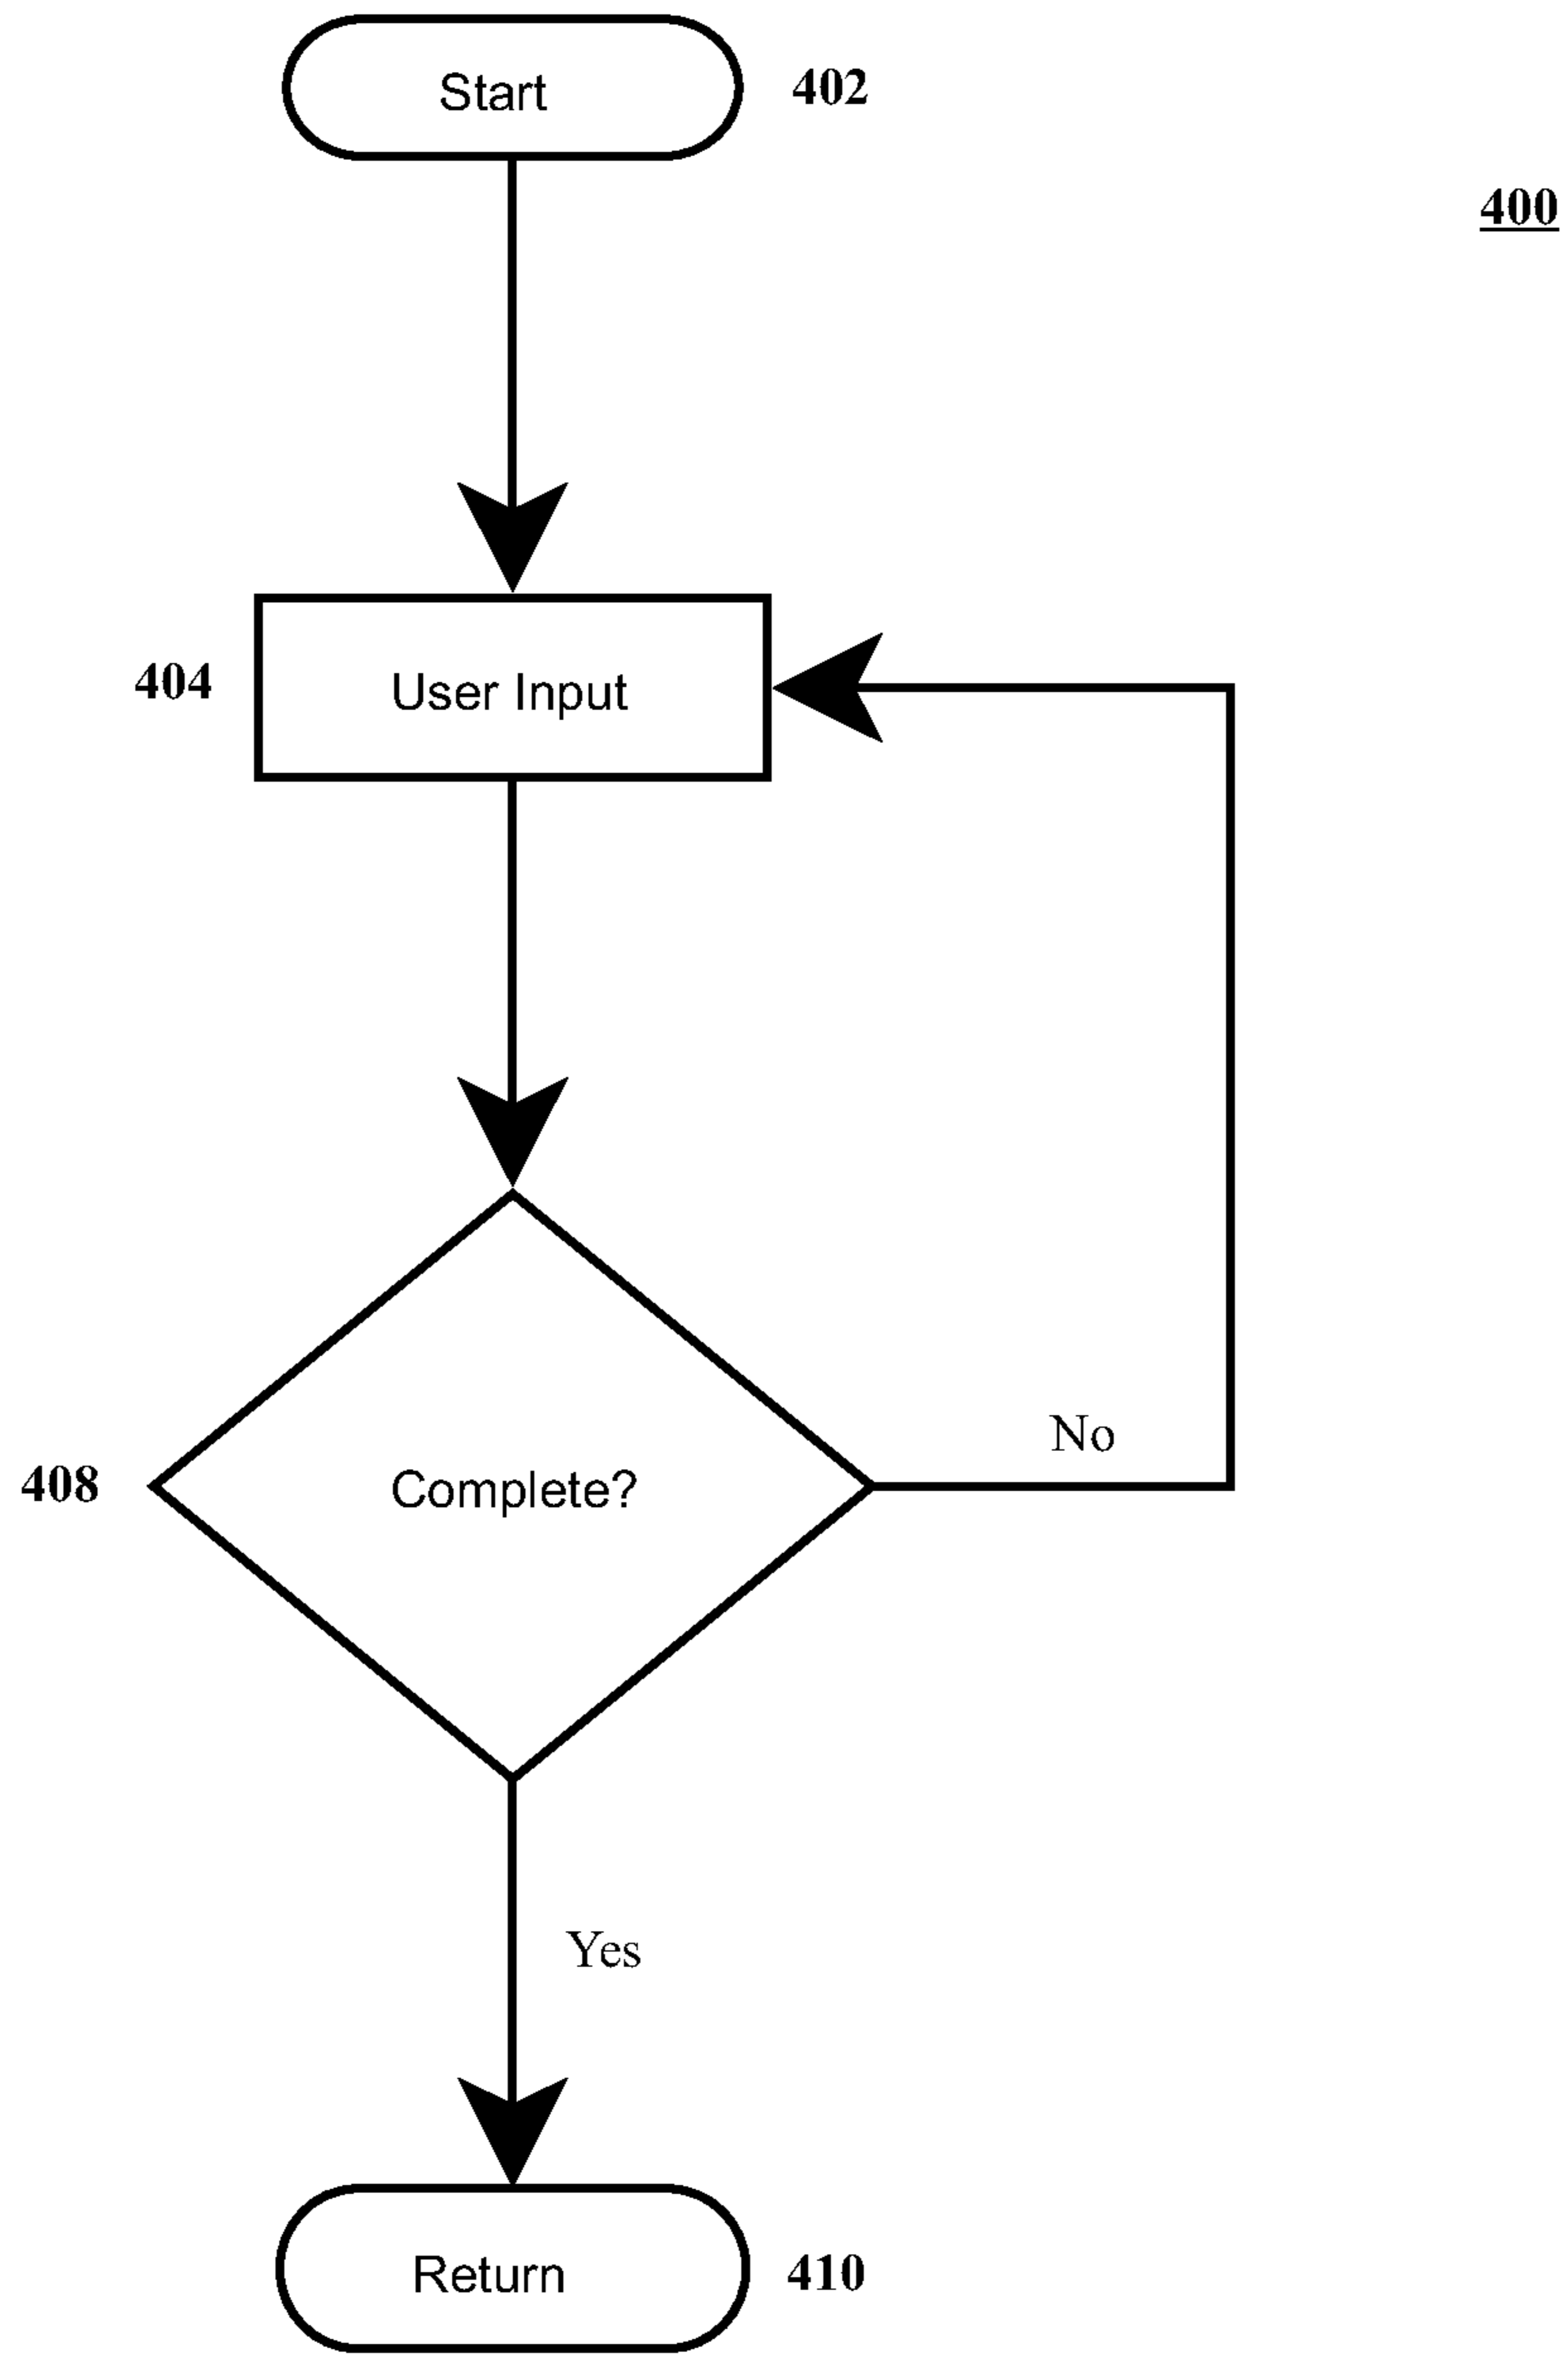 Start
402
400
404
User Input
No
408
Complete?
Yes
Return
410